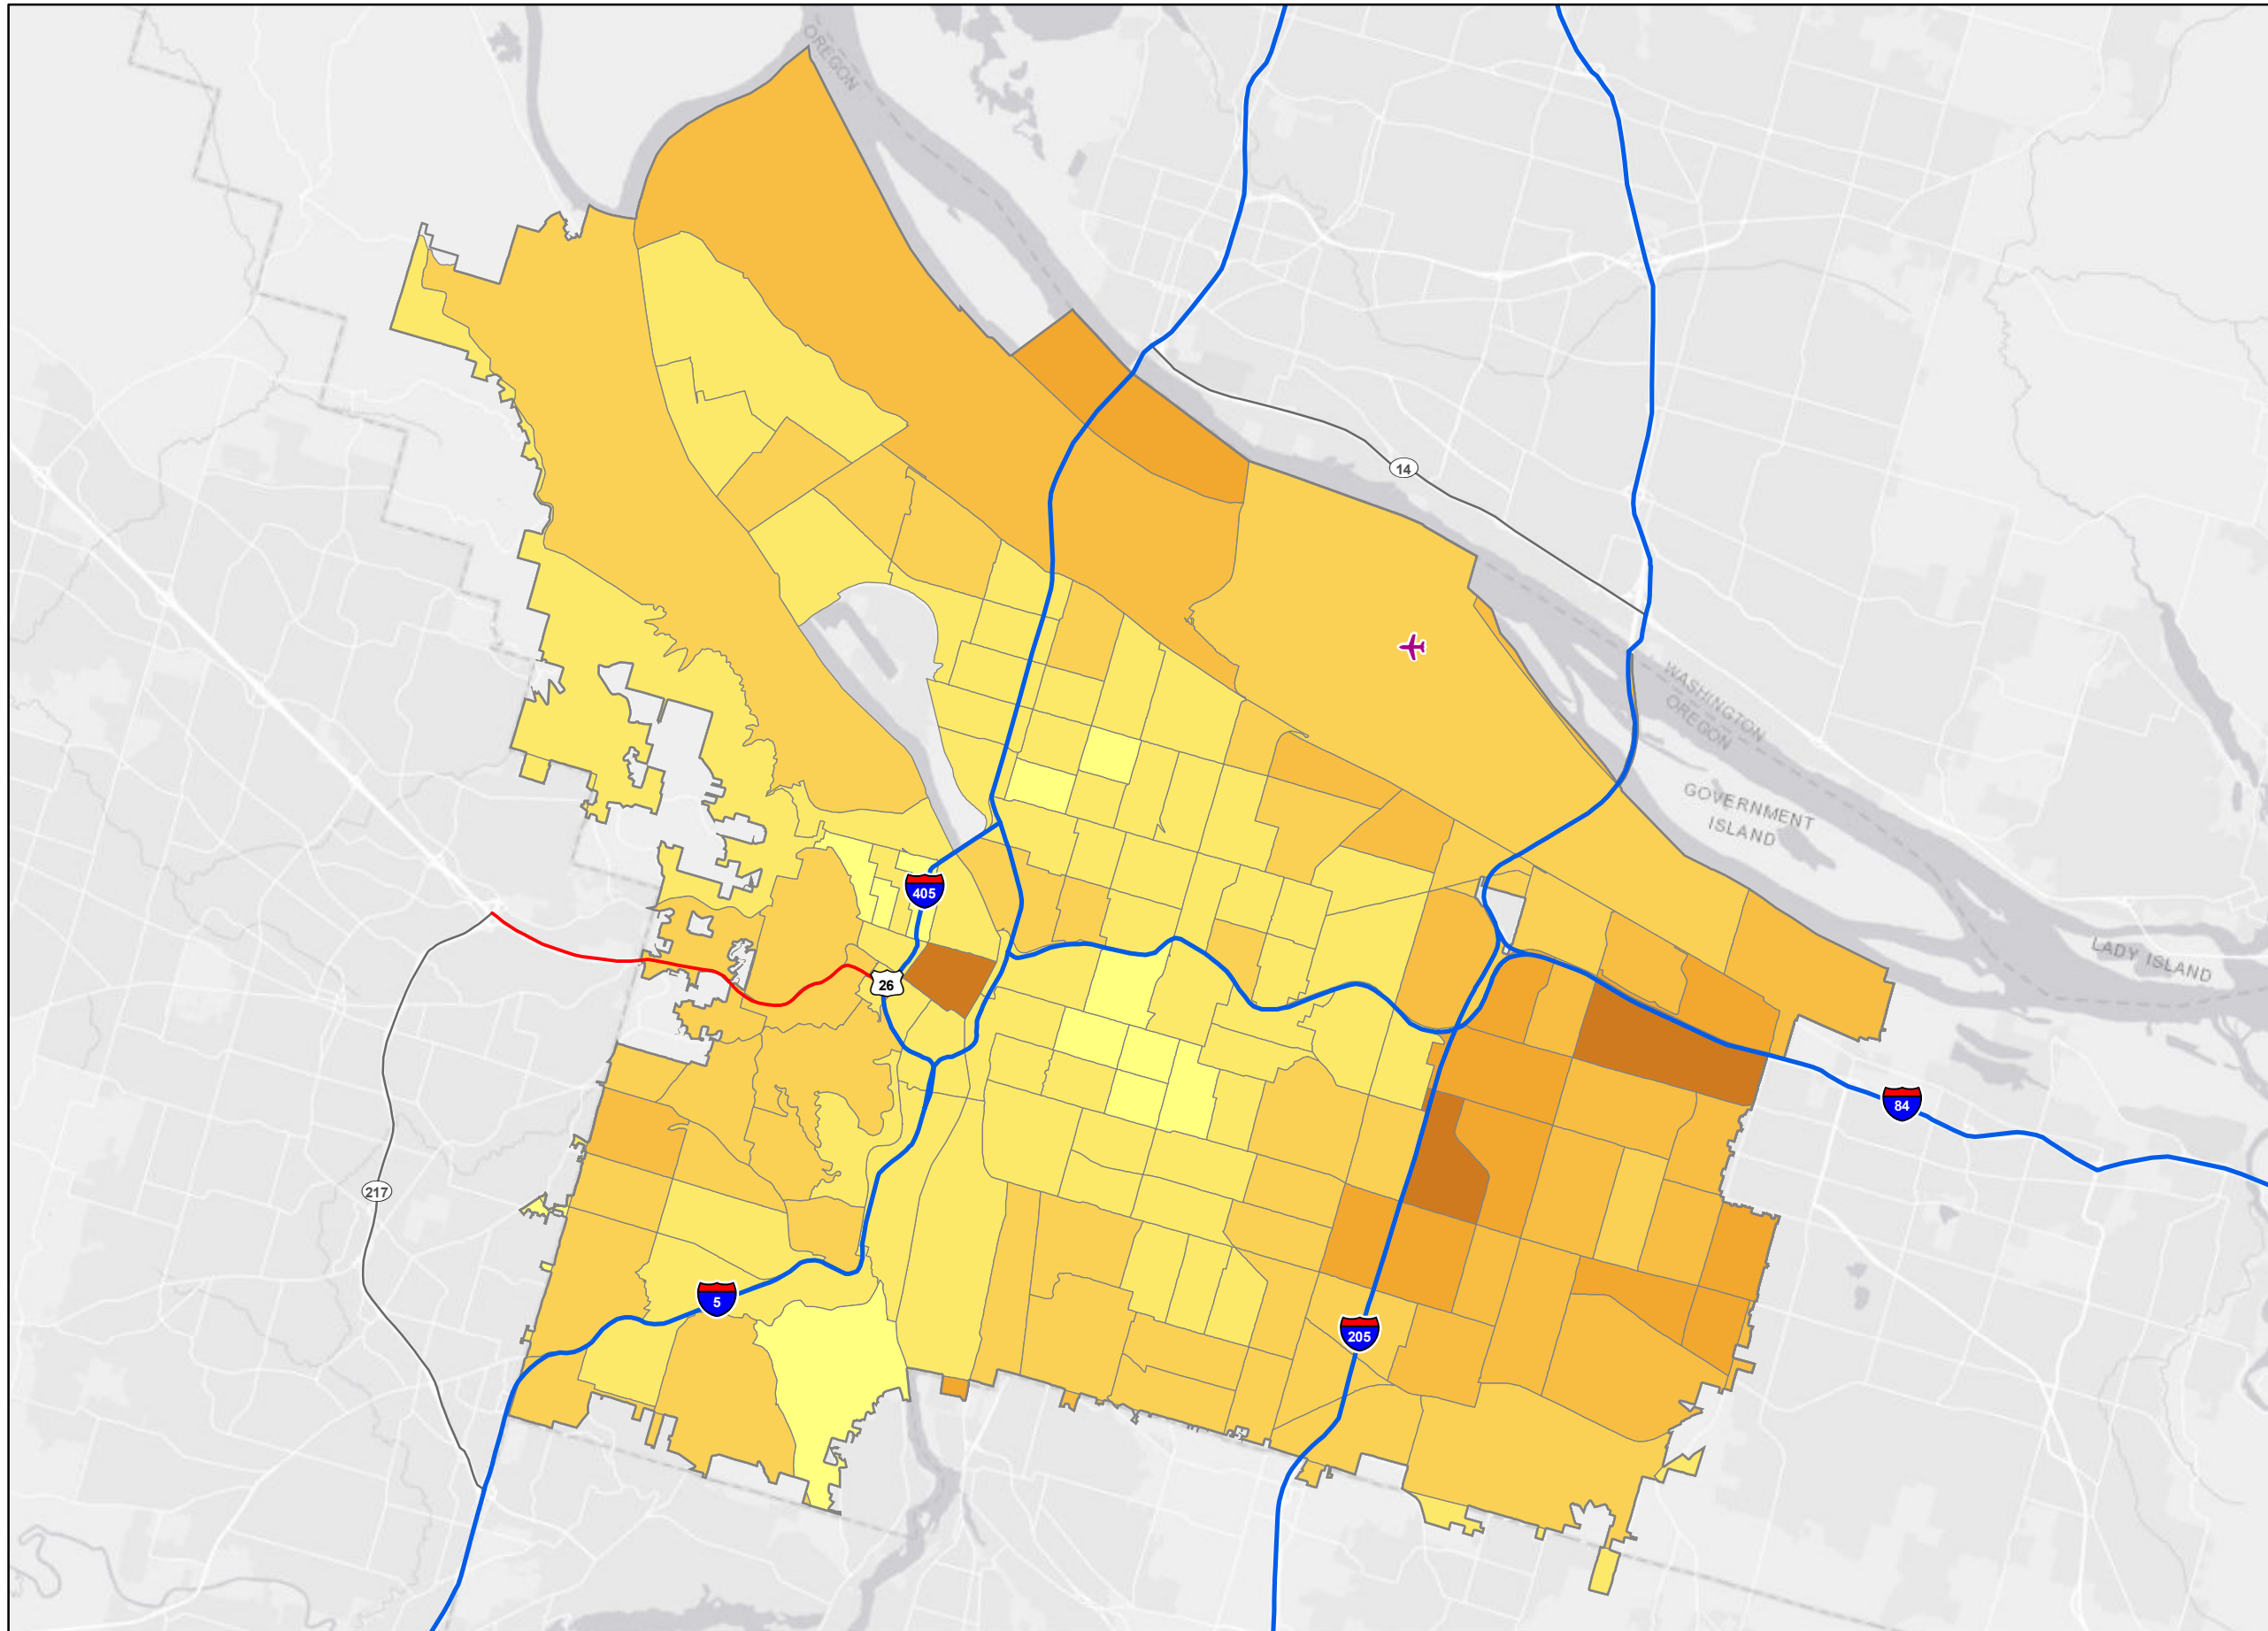 OREGON
14
WASHINGTON
OREGON
GOVERNMENT
ISLAND
405
LADY ISLAND
26
84
217
5
205